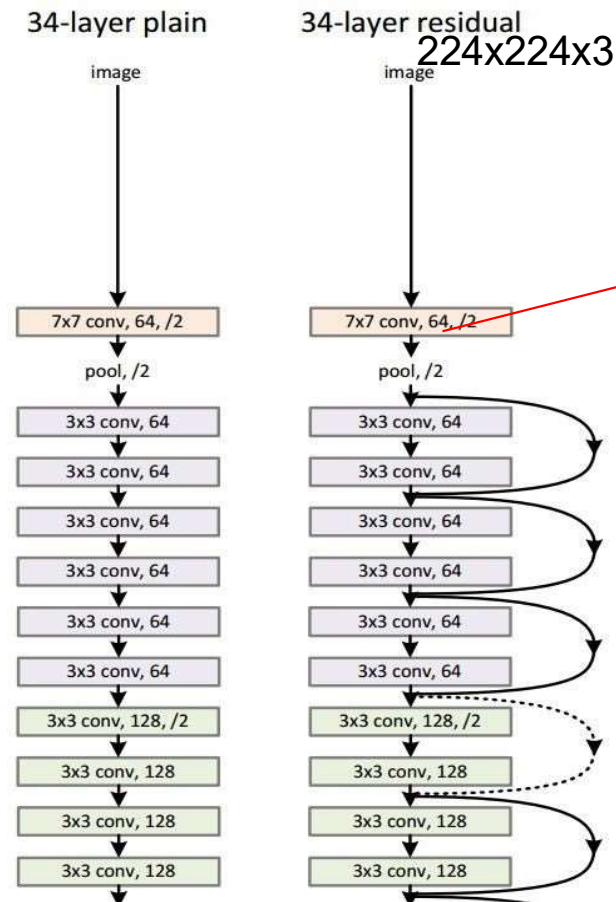 34-layer plain
34-layer residual
224x224x3
image
image
7x7 conv, 64, /2
7x7 conv, 64, /2
pool, /2
pool, /2
3x3 conv, 64
3x3 conv, 64
3x3 conv, 64
3x3 conv, 64
3x3 conv, 64
3x3 conv, 64
3x3 conv, 64
3x3 conv, 64
3x3 conv, 64
3x3 conv, 64
3x3 conv, 64
3x3 conv, 64
3x3 conv, 128, /2
3x3 conv, 128, /2
3x3 conv, 128
3x3 conv, 128
3x3 conv, 128
3x3 conv, 128
3x3 conv, 128
3x3 conv, 128